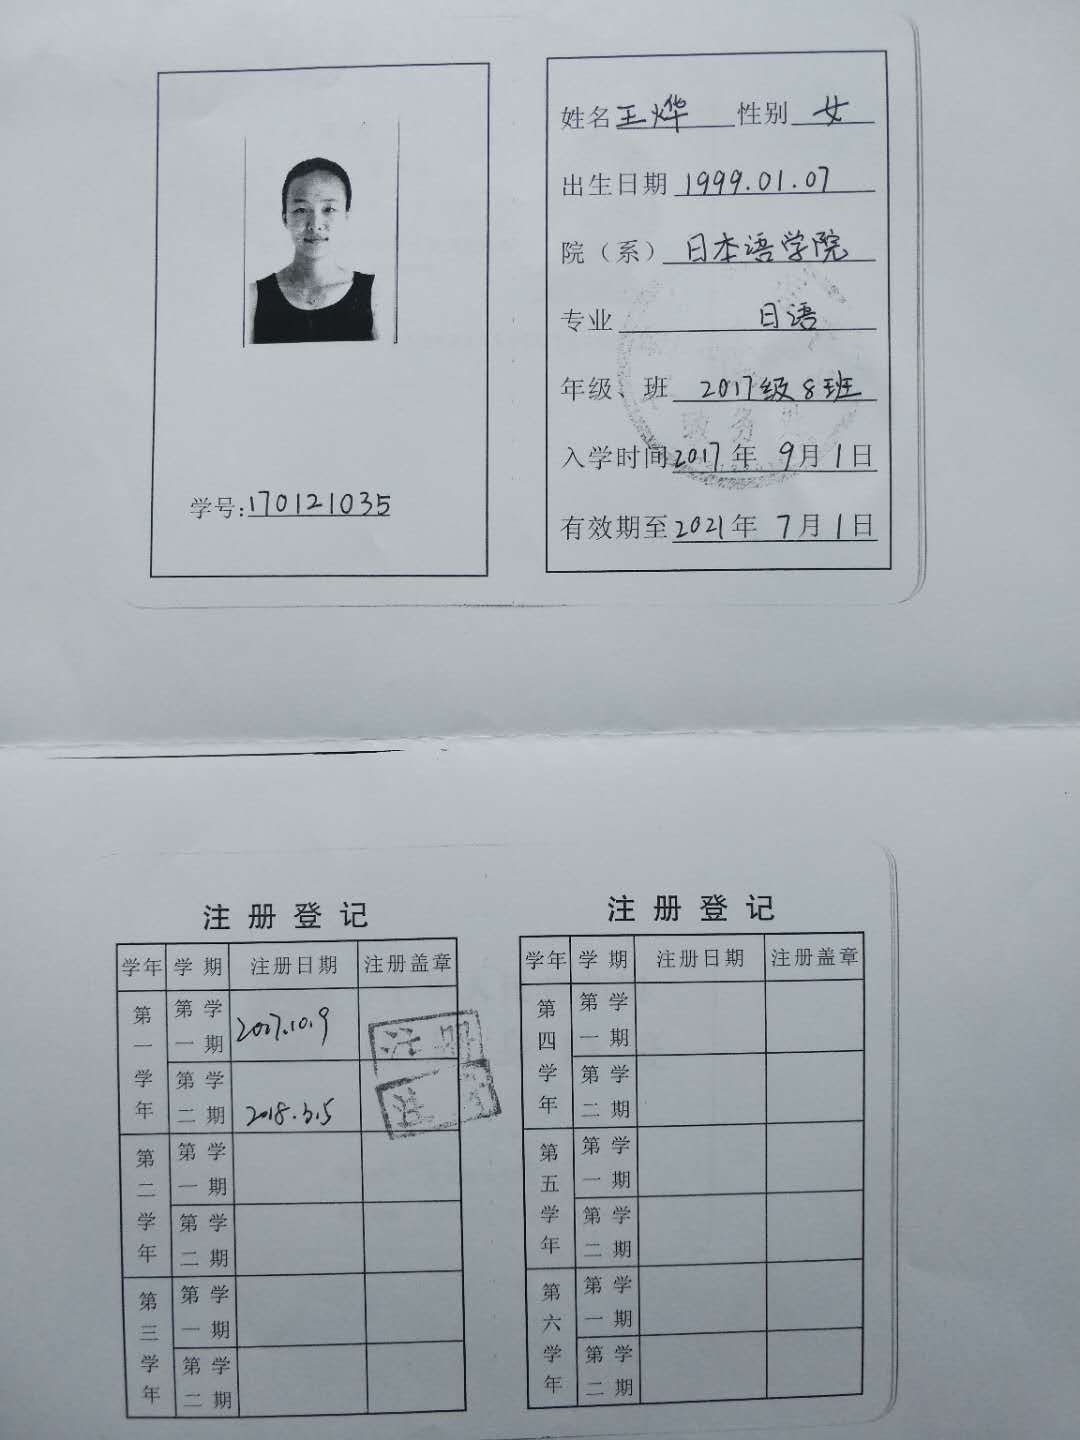 姓名 王烨 性别 女
出生日期 1999.01.07
院（系） 日本语学院
专业 日语
年级、班 2017级8班
教务
入学时间 2017年 9月1日
有效期至 2021年 7月1日
学号:170121035
注册登记
学年 学期 注册日期 注册盖章
第一学年 第一学期 2017.10.9 注册
第二学期 2018.3.5
第二学年 第一学期
第二学期
第三学年 第一学期
第二学期
注册登记
学年 学期 注册日期 注册盖章
第四学年 第一学期
第二学期
第五学年 第一学期
第二学期
第六学年 第一学期
第二学期